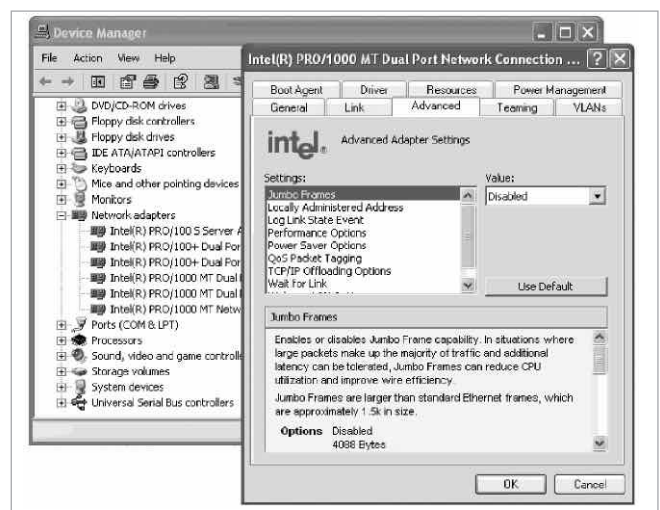 Device Manager
File Action View Help
DVD/CD-ROM drives
Floppy disk controllers
Floppy disk drives
IDE ATA/ATAPI controllers
Keyboards
Mice and other pointing devices
Monitors
Network adapters
Intel(R) PRO/100 S Server A
Intel(R) PRO/100+ Dual Por
Intel(R) PRO/100+ Dual Por
Intel(R) PRO/1000 MT Dual
Intel(R) PRO/1000 MT Dual
Intel(R) PRO/1000 MT Netw
Ports (COM & LPT)
Processors
Sound, video and game controlle
Storage volumes
System devices
Universal Serial Bus controllers
Intel(R) PRO/1000 MT Dual Port Network Connection ...
Boot Agent Driver Resources Power Management
General Link Advanced Teaming VLANs
intel® Advanced Adapter Settings
Settings:
Jumbo Frames
Locally Administered Address
Log Link State Event
Performance Options
Power Saver Options
QoS Packet Tagging
TCP/IP Offloading Options
Wait for Link
Value:
Disabled
Use Default
Jumbo Frames
Enables or disables Jumbo Frame capability. In situations where
large packets make up the majority of traffic and additional
latency can be tolerated, Jumbo Frames can reduce CPU
utilization and improve wire efficiency.
Jumbo Frames are larger than standard Ethernet frames, which
are approximately 1.5k in size.
Options Disabled
4088 Bytes
OK Cancel